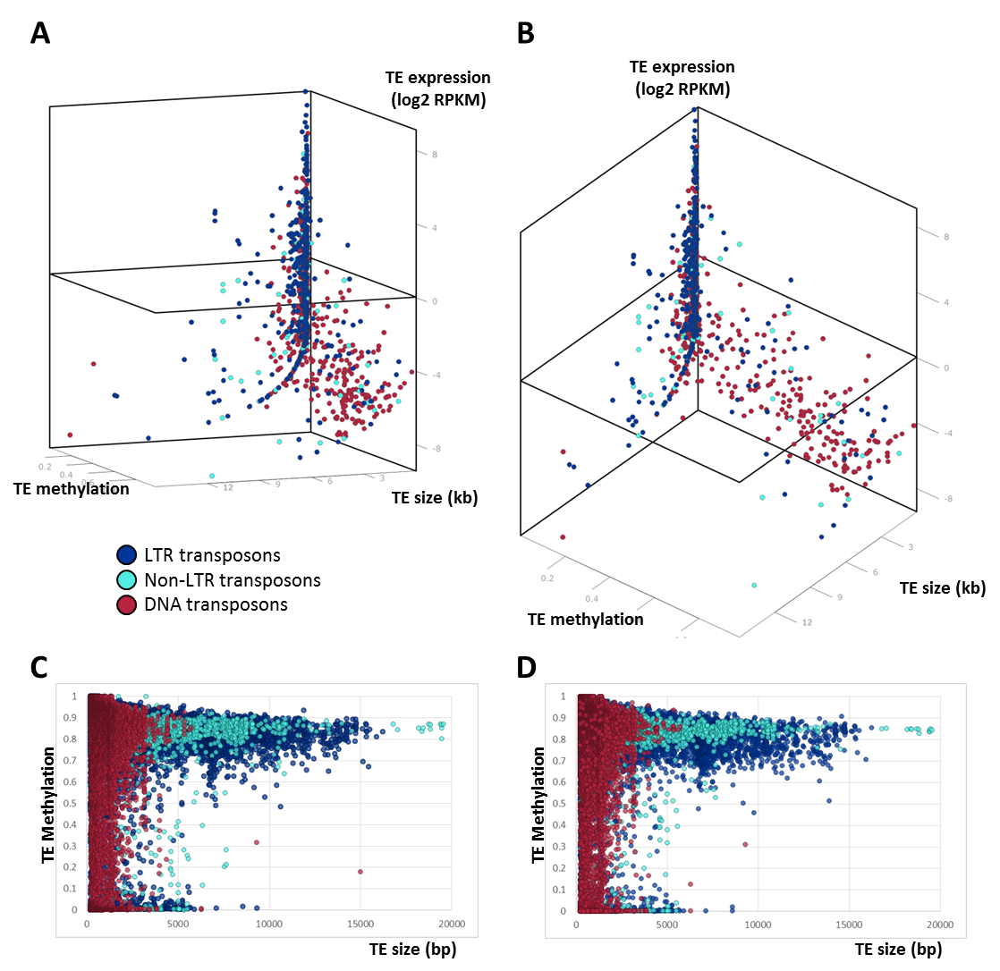 A
B
TE expression
(log2 RPKM)
8
4
0
-4
-8
0.2
0.4
TE methylation
12
9
6
3
TE size (kb)
TE expression
(log2 RPKM)
8
4
0
-4
-8
0.2
0.4
TE methylation
3
6
9
12
TE size (kb)
LTR transposons
Non-LTR transposons
DNA transposons
C
D
TE Methylation
1
0.9
0.8
0.7
0.6
0.5
0.4
0.3
0.2
0.1
0
0 5000 10000 15000 20000
TE size (bp)
TE Methylation
1
0.9
0.8
0.7
0.6
0.5
0.4
0.3
0.2
0.1
0
0 5000 10000 15000 20000
TE size (bp)